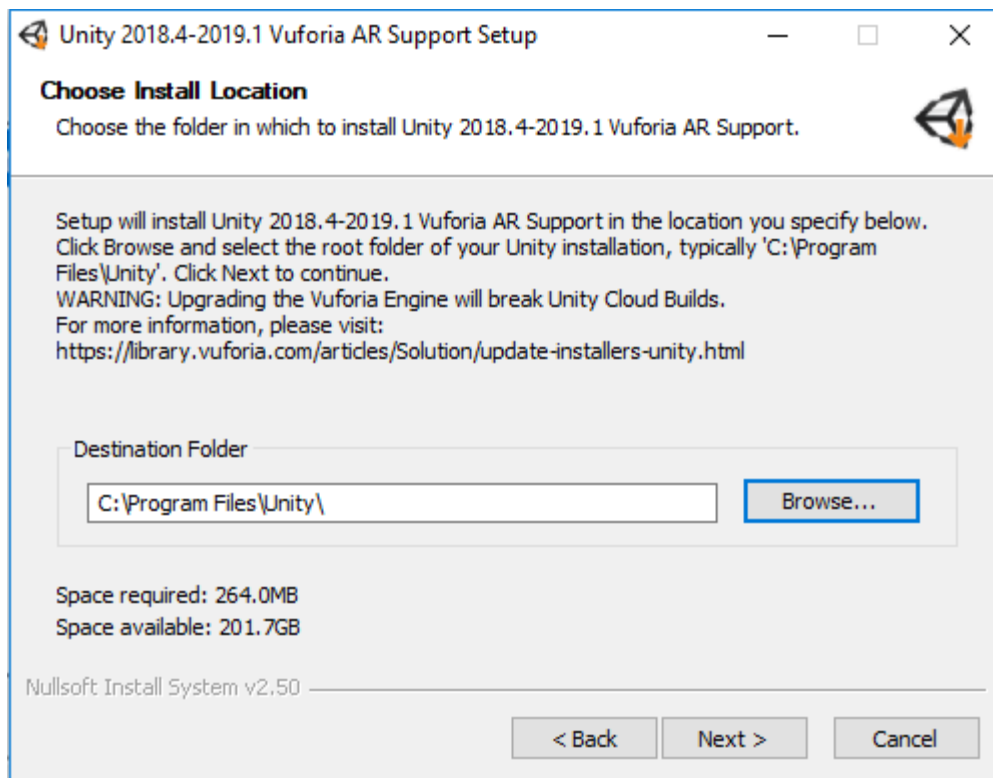 Unity 2018.4-2019.1 Vuforia AR Support Setup
Choose Install Location
Choose the folder in which to install Unity 2018.4-2019.1 Vuforia AR Support.
Setup will install Unity 2018.4-2019.1 Vuforia AR Support in the location you specify below.
Click Browse and select the root folder of your Unity installation, typically 'C:\Program
Files\Unity'. Click Next to continue.
WARNING: Upgrading the Vuforia Engine will break Unity Cloud Builds.
For more information, please visit:
https://library.vuforia.com/articles/Solution/update-installers-unity.html
Destination Folder
C:\Program Files\Unity\
Browse...
Space required: 264.0MB
Space available: 201.7GB
Nullsoft Install System v2.50
< Back
Next >
Cancel